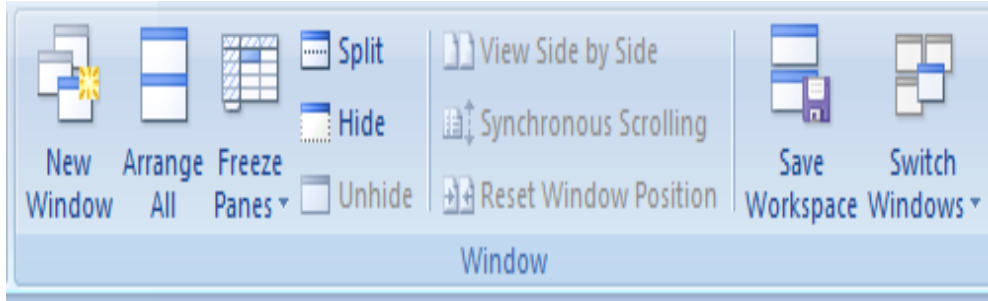 New
Window
Arrange
All
Freeze
Panes
Split
Hide
Unhide
View Side by Side
Synchronous Scrolling
Reset Window Position
Save
Workspace
Switch
Windows
Window